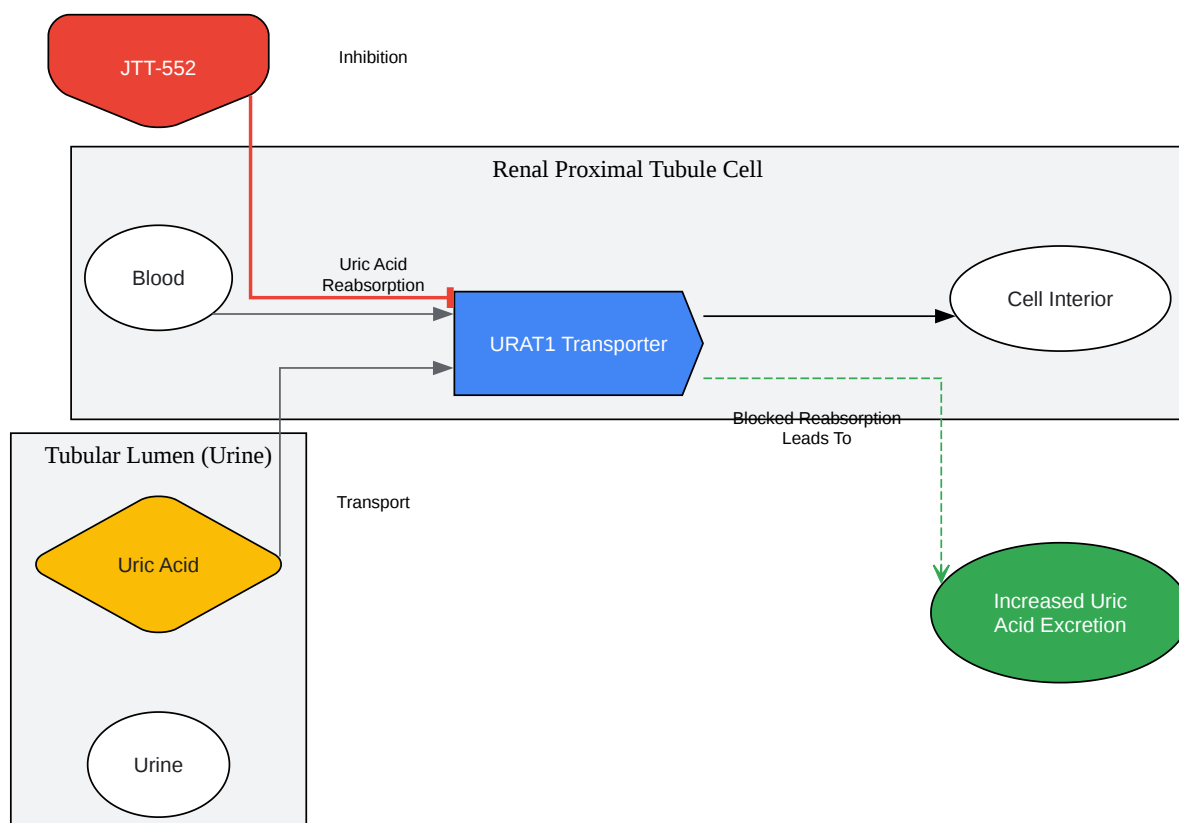 JTT-552
Inhibition
Renal Proximal Tubule Cell
Blood
Uric Acid
Reabsorption
URAT1 Transporter
Cell Interior
Blocked Reabsorption
Leads To
Tubular Lumen (Urine)
Transport
Uric Acid
Increased Uric
Acid Excretion
Urine